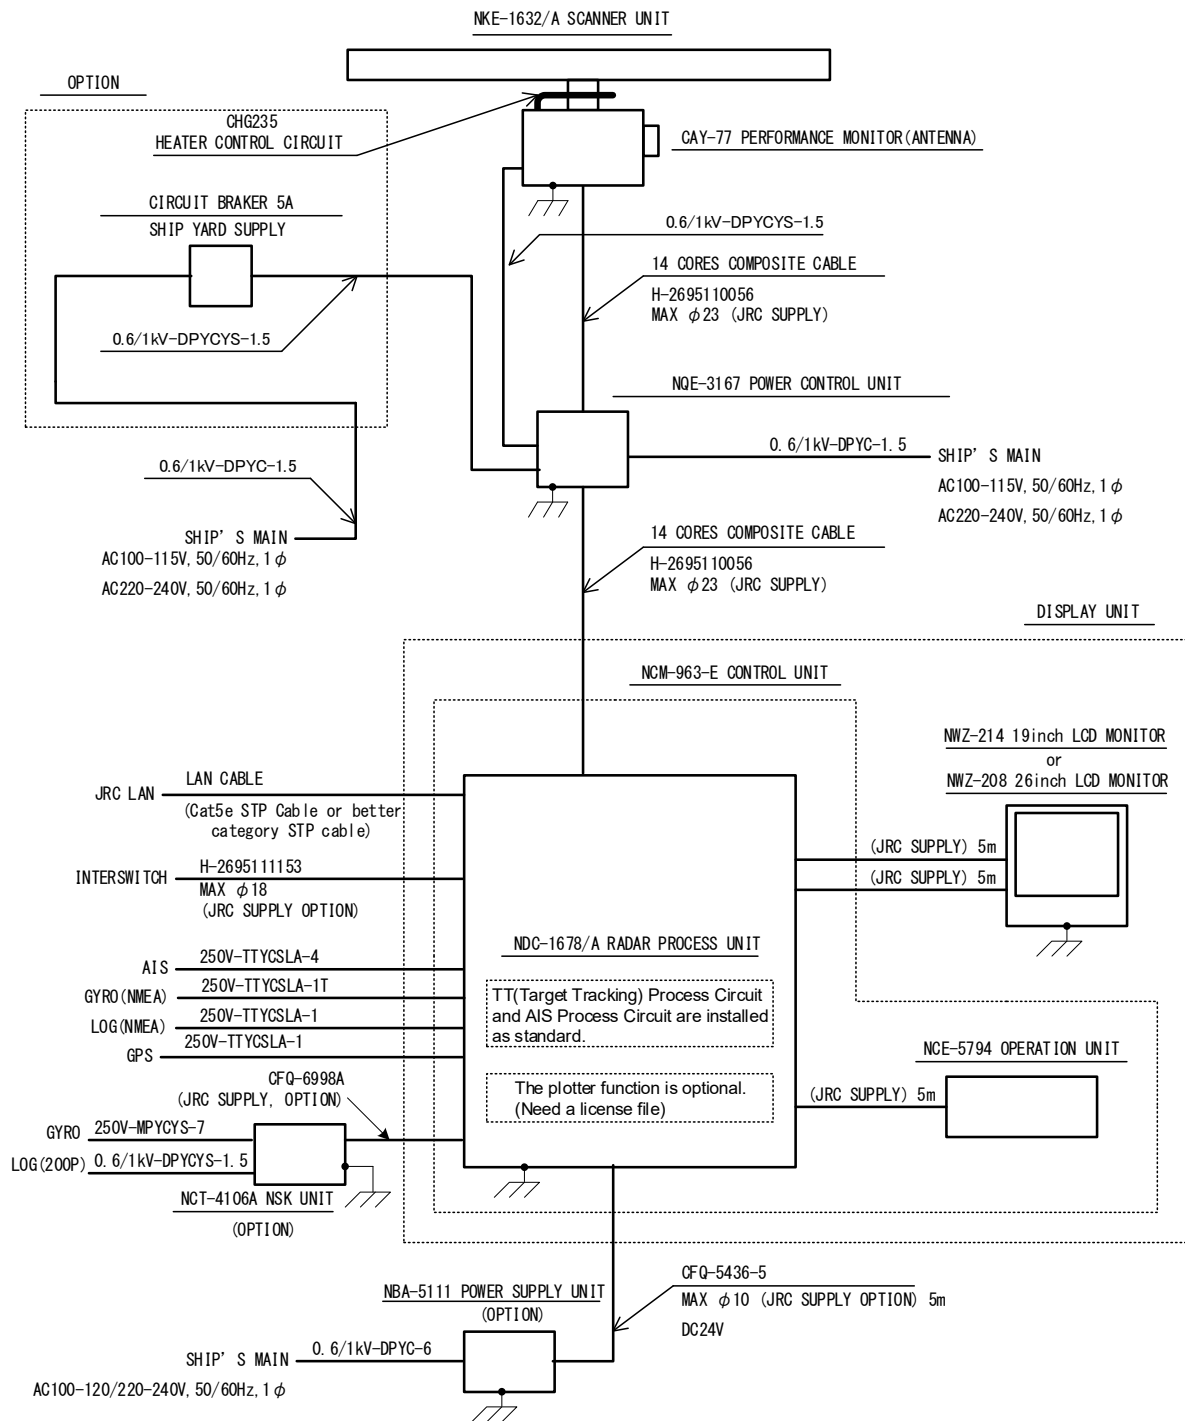 NKE-1632/A SCANNER UNIT
OPTION
CHG235
HEATER CONTROL CIRCUIT
CAY-77 PERFORMANCE MONITOR(ANTENNA)
CIRCUIT BRAKER 5A
SHIP YARD SUPPLY
0.6/1kV-DPYCYS-1.5
14 CORES COMPOSITE CABLE
H-2695110056
MAX φ23 (JRC SUPPLY)
0.6/1kV-DPYCYS-1.5
NQE-3167 POWER CONTROL UNIT
0.6/1kV-DPYC-1.5
SHIP'S MAIN
AC100-115V, 50/60Hz, 1φ
AC220-240V, 50/60Hz, 1φ
0.6/1kV-DPYC-1.5
SHIP'S MAIN
AC100-115V, 50/60Hz, 1φ
AC220-240V, 50/60Hz, 1φ
14 CORES COMPOSITE CABLE
H-2695110056
MAX φ23 (JRC SUPPLY)
DISPLAY UNIT
NCM-963-E CONTROL UNIT
NWZ-214 19inch LCD MONITOR
or
NWZ-208 26inch LCD MONITOR
JRC LAN
LAN CABLE
(Cat5e STP Cable or better
category STP cable)
(JRC SUPPLY) 5m
(JRC SUPPLY) 5m
INTERSWITCH
H-2695111153
MAX φ18
(JRC SUPPLY OPTION)
NDC-1678/A RADAR PROCESS UNIT
AIS
250V-TTYCSLA-4
GYRO(NMEA)
250V-TTYCSLA-1T
LOG(NMEA)
250V-TTYCSLA-1
GPS
250V-TTYCSLA-1
TT(Target Tracking) Process Circuit
and AIS Process Circuit are installed
as standard.
NCE-5794 OPERATION UNIT
CFQ-6998A
(JRC SUPPLY, OPTION)
The plotter function is optional.
(Need a license file)
(JRC SUPPLY) 5m
GYRO
250V-MPYCYS-7
LOG(200P)
0.6/1kV-DPYCYS-1.5
NCT-4106A NSK UNIT
(OPTION)
CFQ-5436-5
MAX φ10 (JRC SUPPLY OPTION) 5m
DC24V
NBA-5111 POWER SUPPLY UNIT
(OPTION)
SHIP'S MAIN
0.6/1kV-DPYC-6
AC100-120/220-240V, 50/60Hz, 1φ